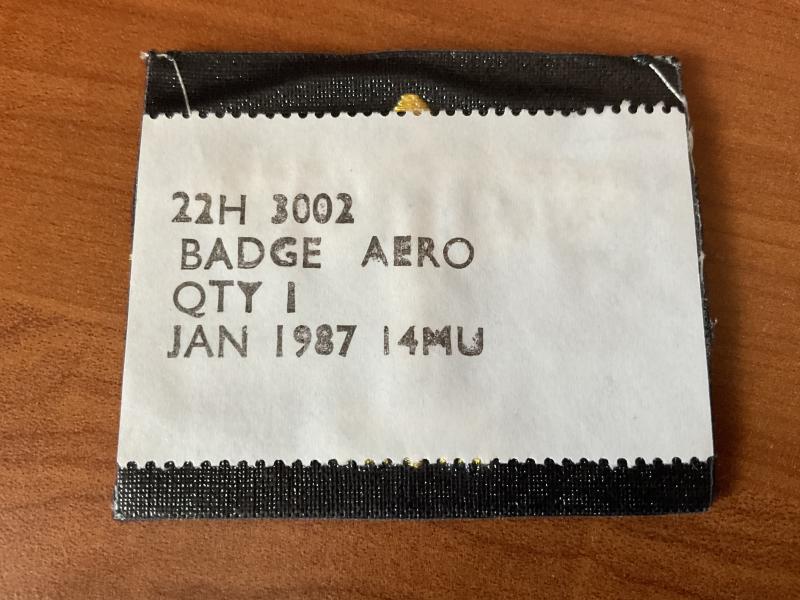 22H 3002
BADGE AERO
QTY 1
JAN 1987 14MU